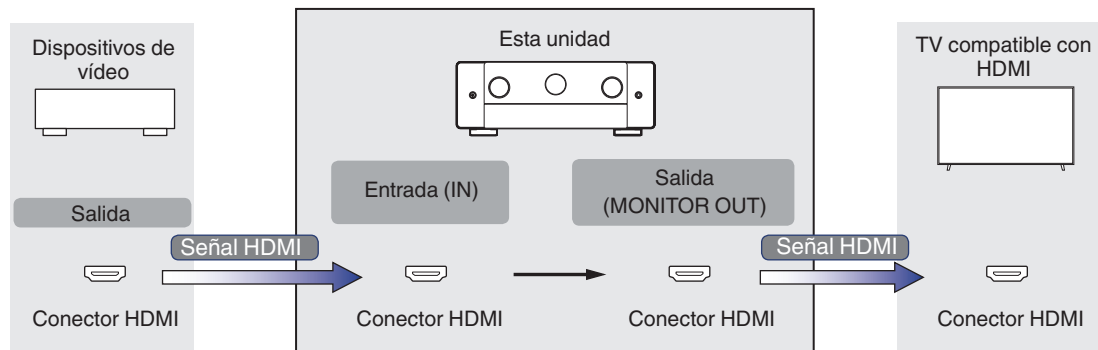 Dispositivos de
vídeo
Esta unidad
TV compatible con
HDMI
Salida
Entrada (IN)
Salida
(MONITOR OUT)
Señal HDMI
Señal HDMI
Conector HDMI
Conector HDMI
Conector HDMI
Conector HDMI